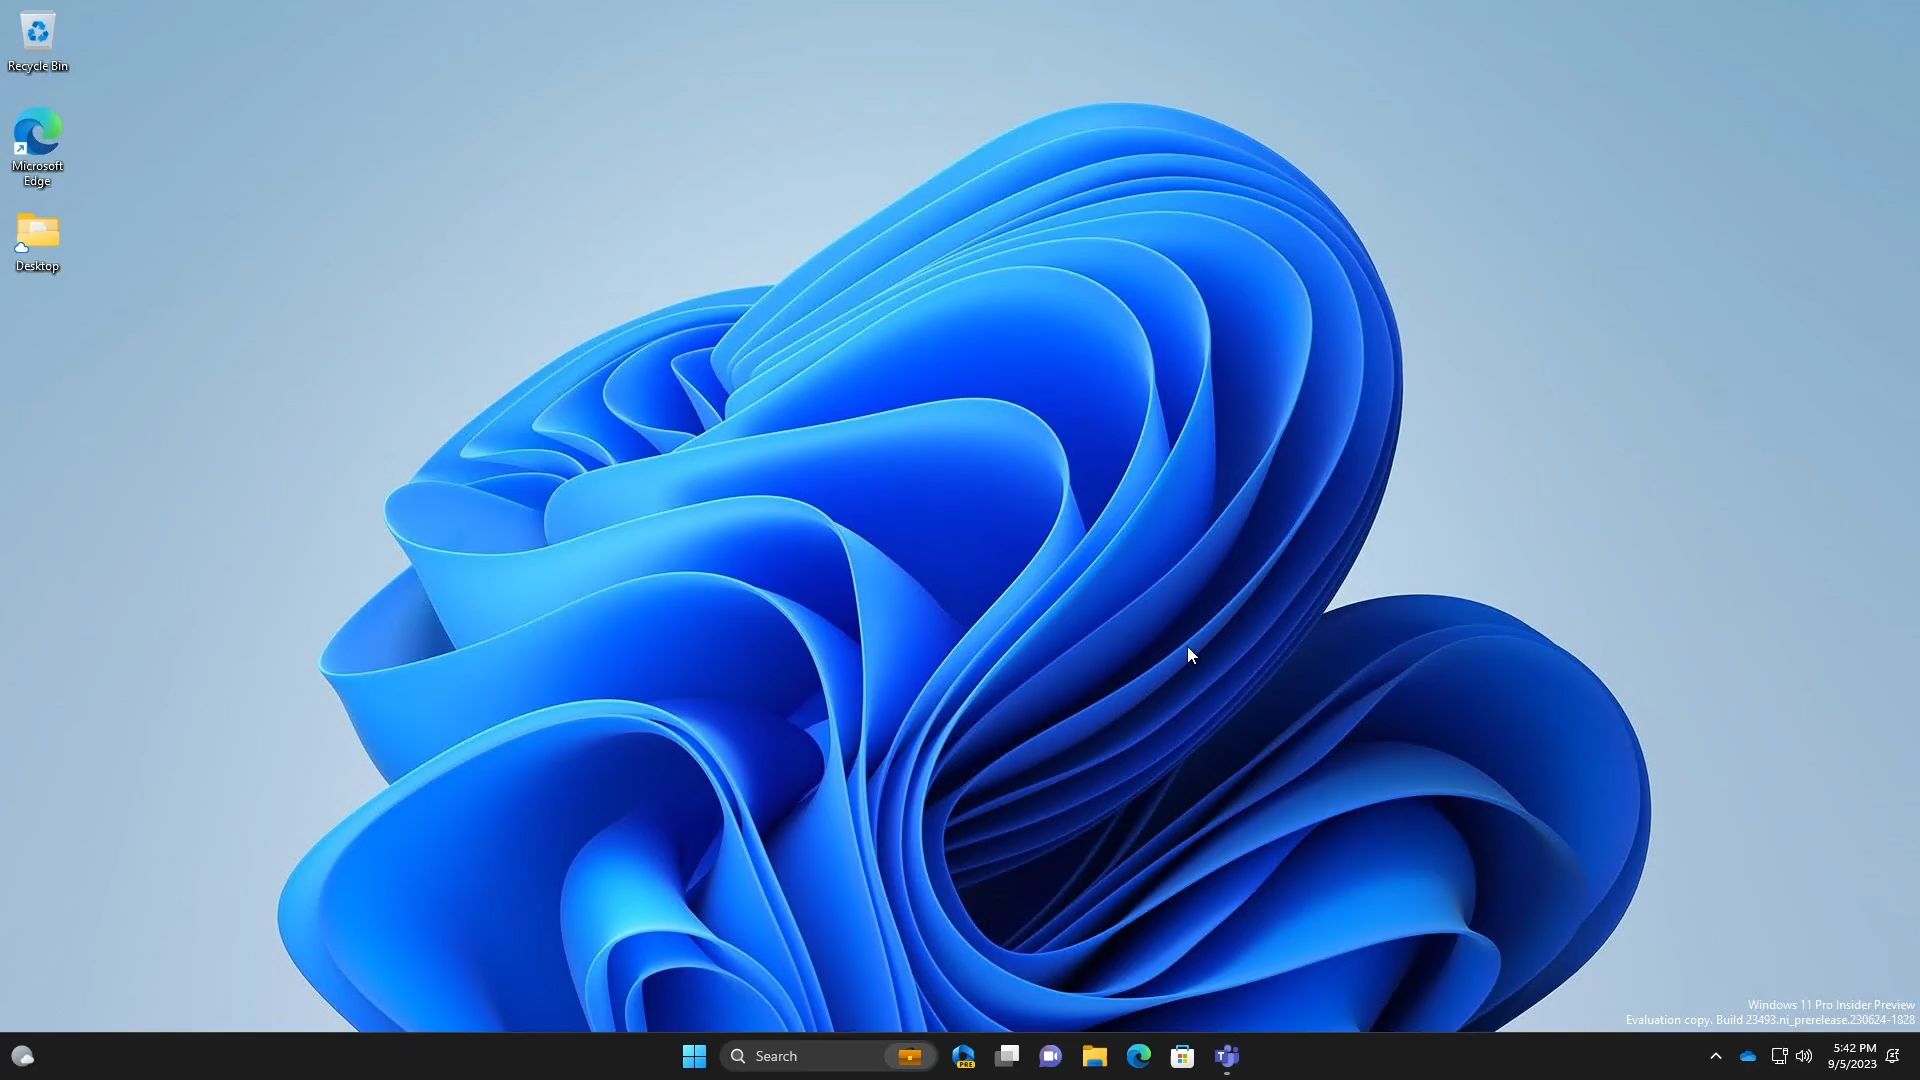 Recycle Bin
Microsoft
Edge
Desktop
Windows 11 Pro Insider Preview
Evaluation copy. Build 23493.ni_prerelease.230624-1828
Search
PRE
T
5:42 PM
9/5/2023